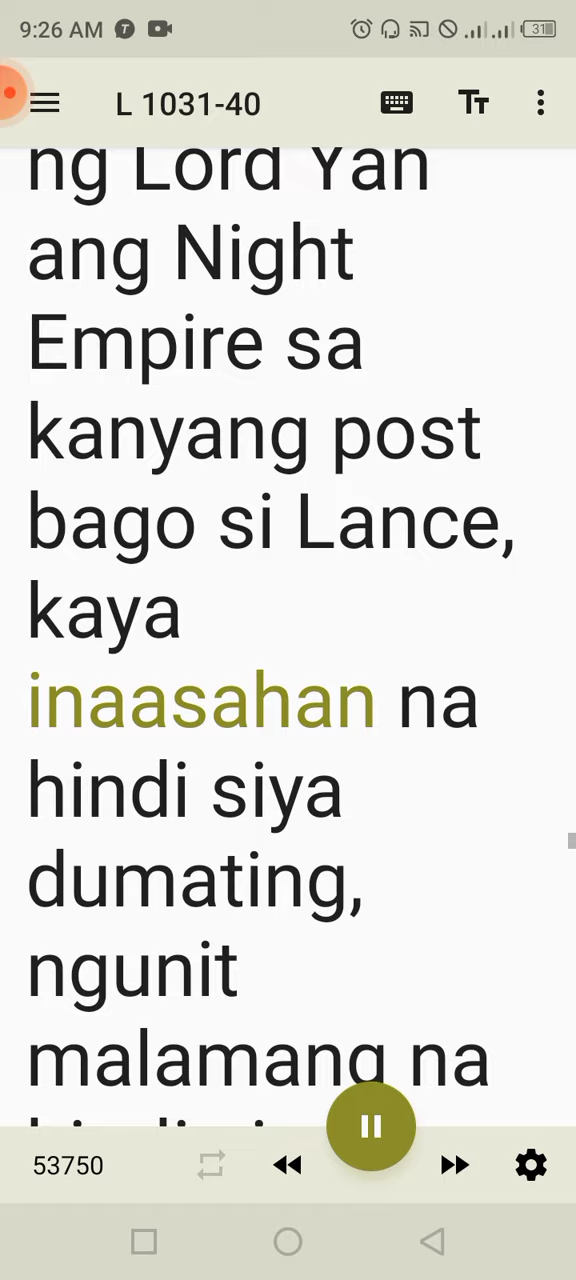 9:26 AM
31
L 1031-40
ng Lord Yan
ang Night
Empire sa
kanyang post
bago si Lance,
kaya
inaasahan na
hindi siya
dumating,
ngunit
malamang na
53750